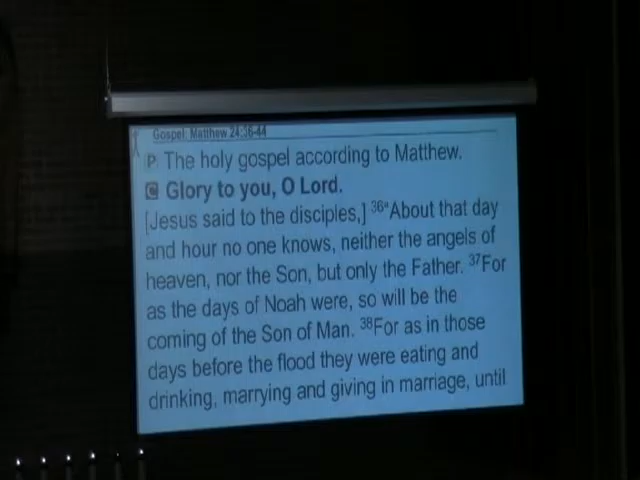 Gospel: Matthew 24:36-44
P The holy gospel according to Matthew.
C Glory to you, O Lord.
[Jesus said to the disciples,] 36"About that day
and hour no one knows, neither the angels of
heaven, nor the Son, but only the Father. 37For
as the days of Noah were, so will be the
coming of the Son of Man. 38For as in those
days before the flood they were eating and
drinking, marrying and giving in marriage, until